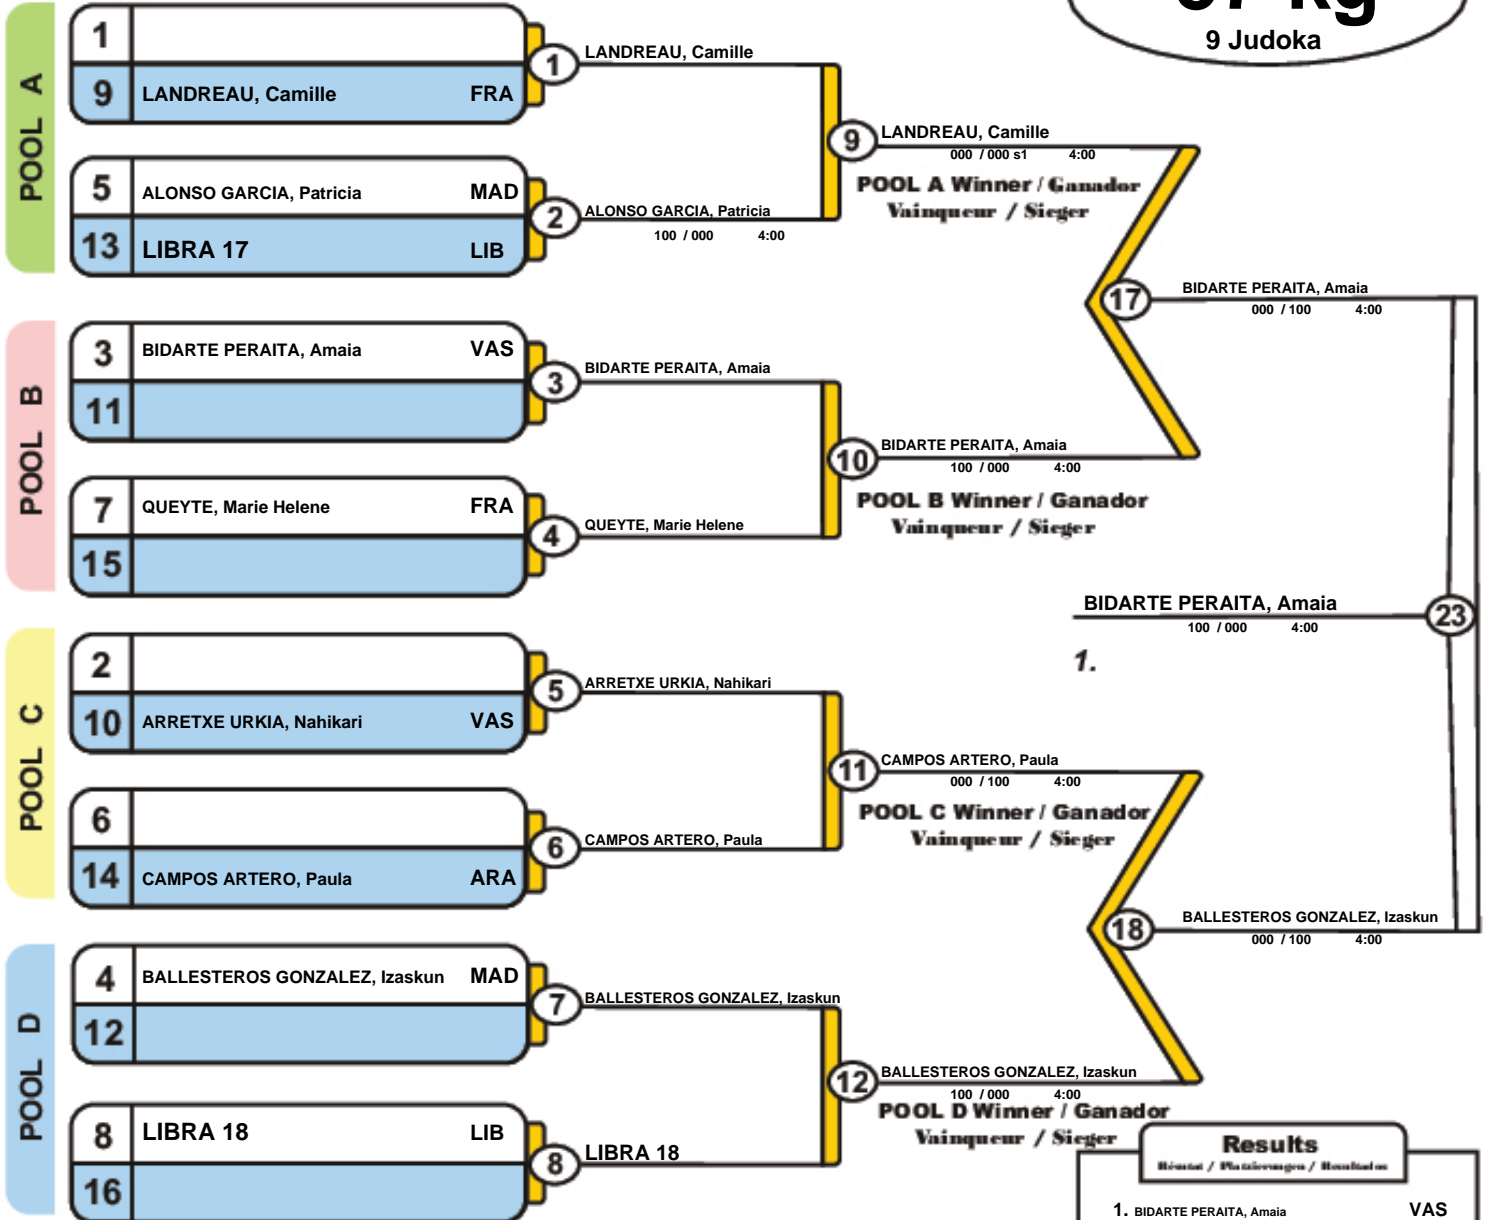 9 Judoka
POOL A
1
9 LANDREAU, Camille FRA
1 LANDREAU, Camille
5 ALONSO GARCIA, Patricia MAD
13 LIBRA 17 LIB
2 ALONSO GARCIA, Patricia
100 / 000 4:00
9 LANDREAU, Camille
000 / 000 s1 4:00
POOL A Winner / Ganador
Vainqueur / Sieger
POOL B
3 BIDARTE PERAITA, Amaia VAS
11
3 BIDARTE PERAITA, Amaia
7 QUEYTE, Marie Helene FRA
15
4 QUEYTE, Marie Helene
10 BIDARTE PERAITA, Amaia
100 / 000 4:00
POOL B Winner / Ganador
Vainqueur / Sieger
17 BIDARTE PERAITA, Amaia
000 / 100 4:00
BIDARTE PERAITA, Amaia 23
100 / 000 4:00
1.
POOL C
2
10 ARRETXE URKIA, Nahikari VAS
5 ARRETXE URKIA, Nahikari
6
14 CAMPOS ARTERO, Paula ARA
6 CAMPOS ARTERO, Paula
11 CAMPOS ARTERO, Paula
000 / 100 4:00
POOL C Winner / Ganador
Vainqueur / Sieger
POOL D
4 BALLESTEROS GONZALEZ, Izaskun MAD
12
7 BALLESTEROS GONZALEZ, Izaskun
8 LIBRA 18 LIB
16
8 LIBRA 18
12 BALLESTEROS GONZALEZ, Izaskun
100 / 000 4:00
POOL D Winner / Ganador
Vainqueur / Sieger
18 BALLESTEROS GONZALEZ, Izaskun
000 / 100 4:00
Results
/ Platzierungen / Resultados
1. BIDARTE PERAITA, Amaia VAS